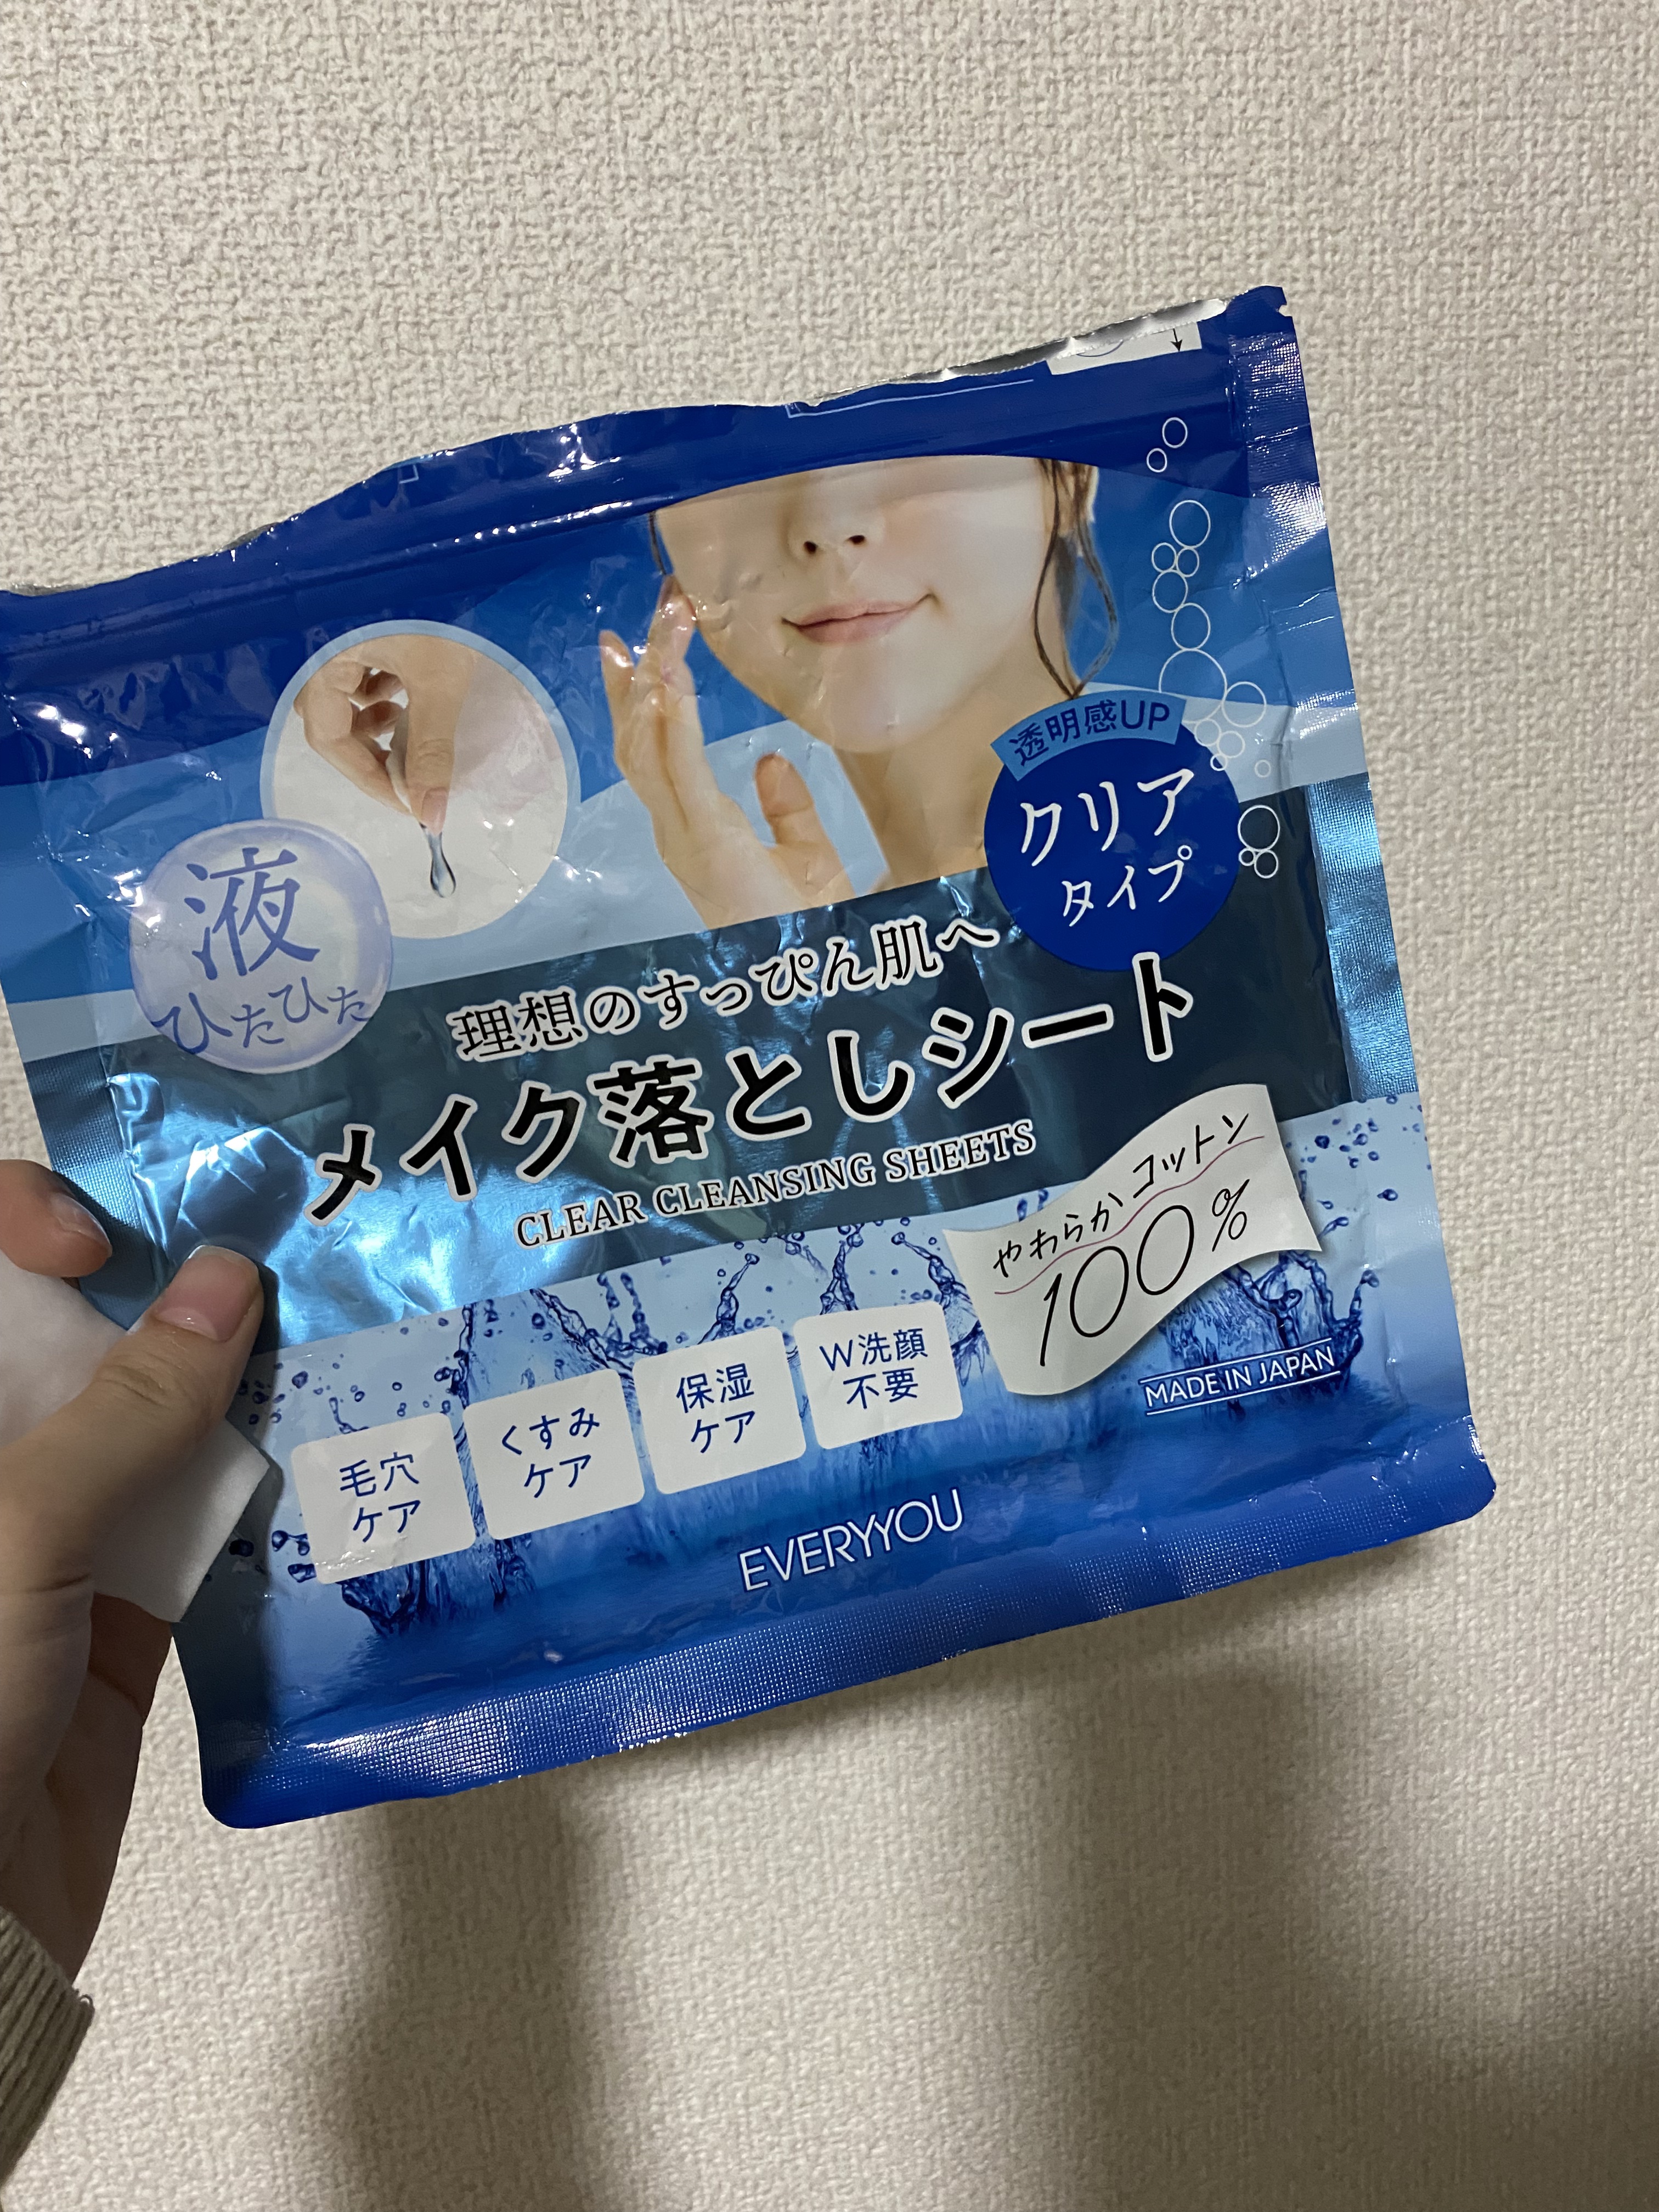 透明感UP
クリア
タイプ
液
ひたひた
理想のすっぴん肌へ
メイク落としシート
CLEAR CLEANSING SHEETS
やわらかコットン
100%
毛穴
ケア
くすみ
ケア
保湿
ケア
W洗顔
不要
MADE IN JAPAN
EVERYYOU